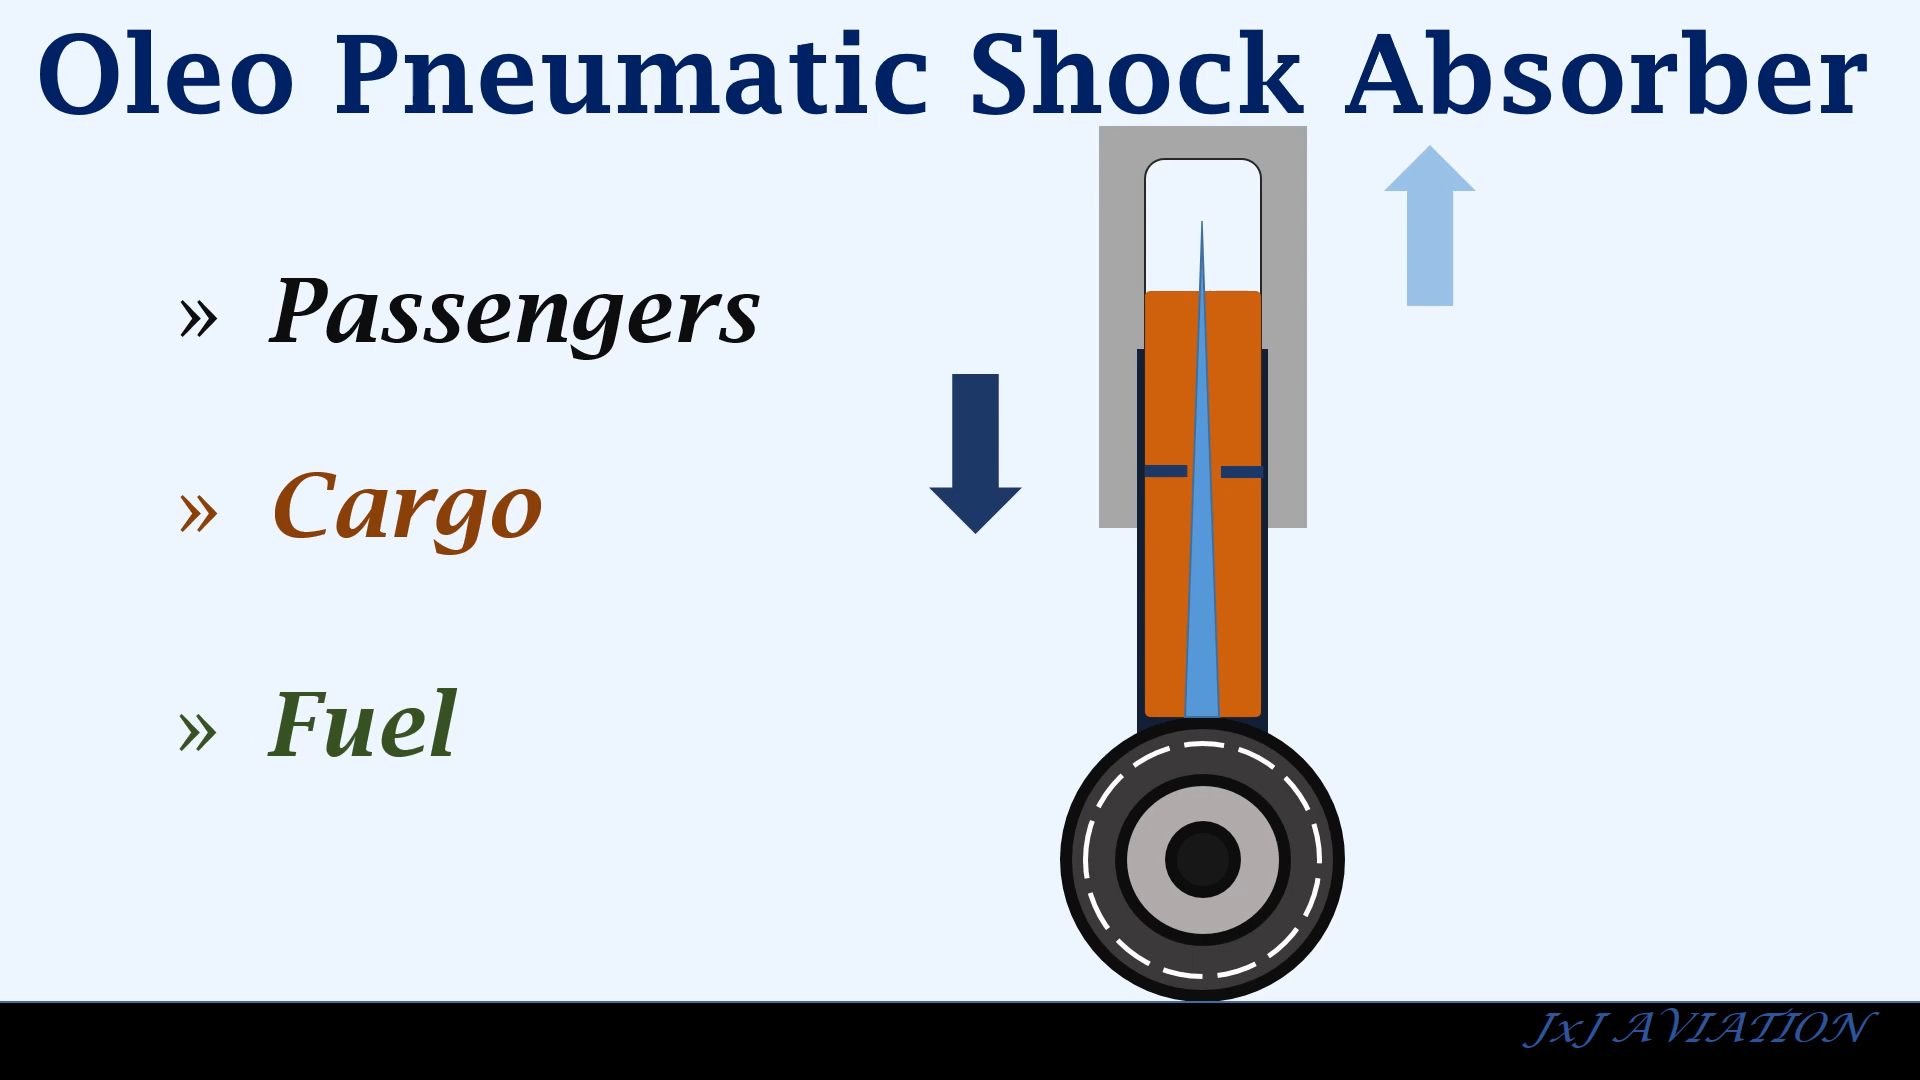 Oleo Pneumatic Shock Absorber
» Passengers
» Cargo
» Fuel
JxJ AVIATION